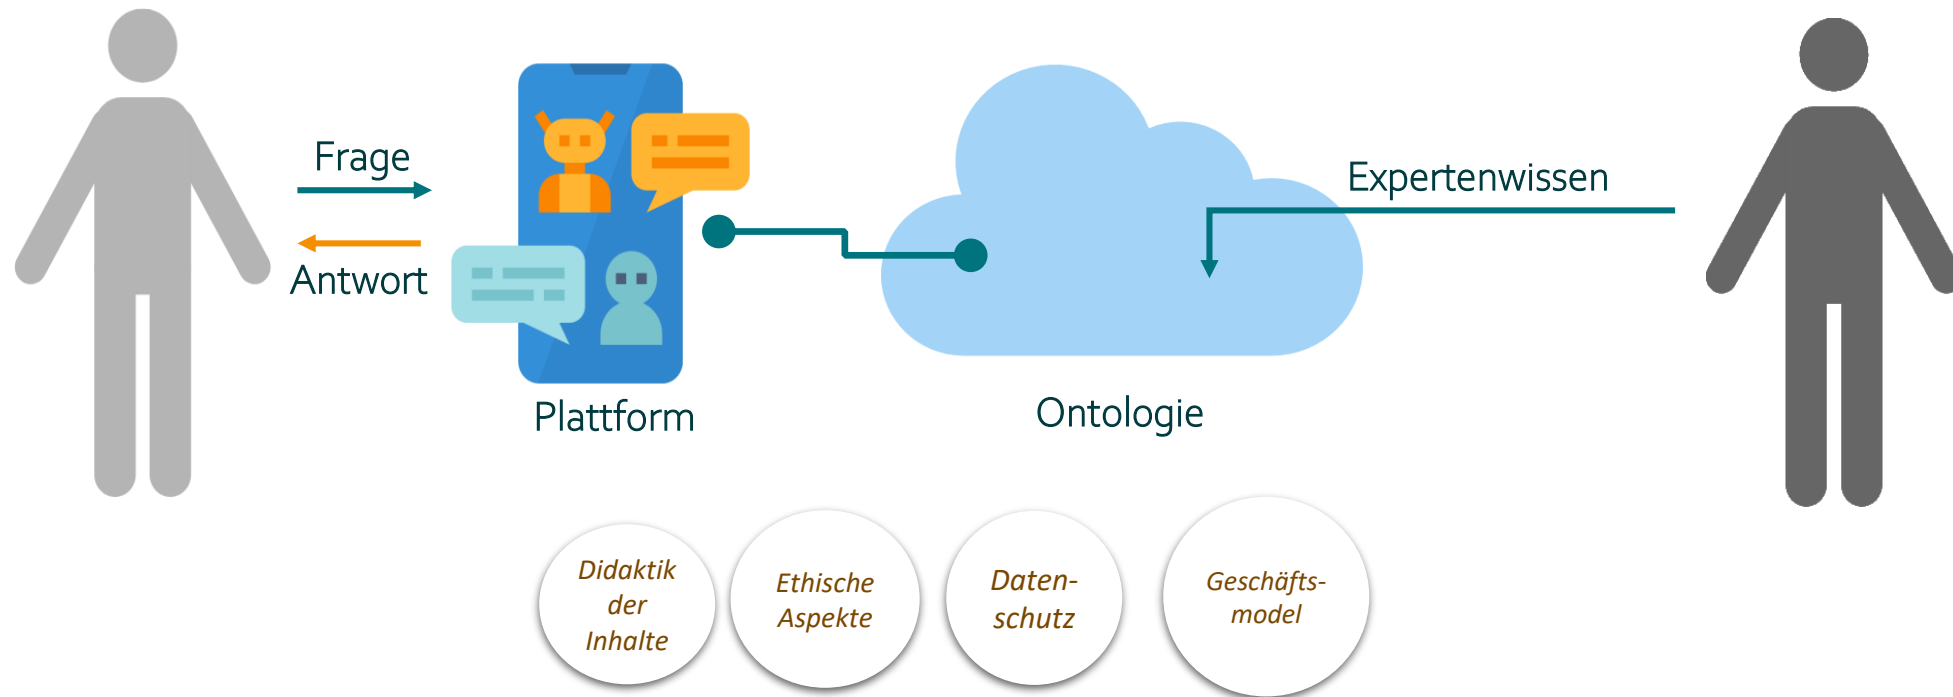 Frage
Antwort
Plattform
Ontologie
Expertenwissen
Didaktik
der
Inhalte
Ethische
Aspekte
Daten-
schutz
Geschäfts-
model